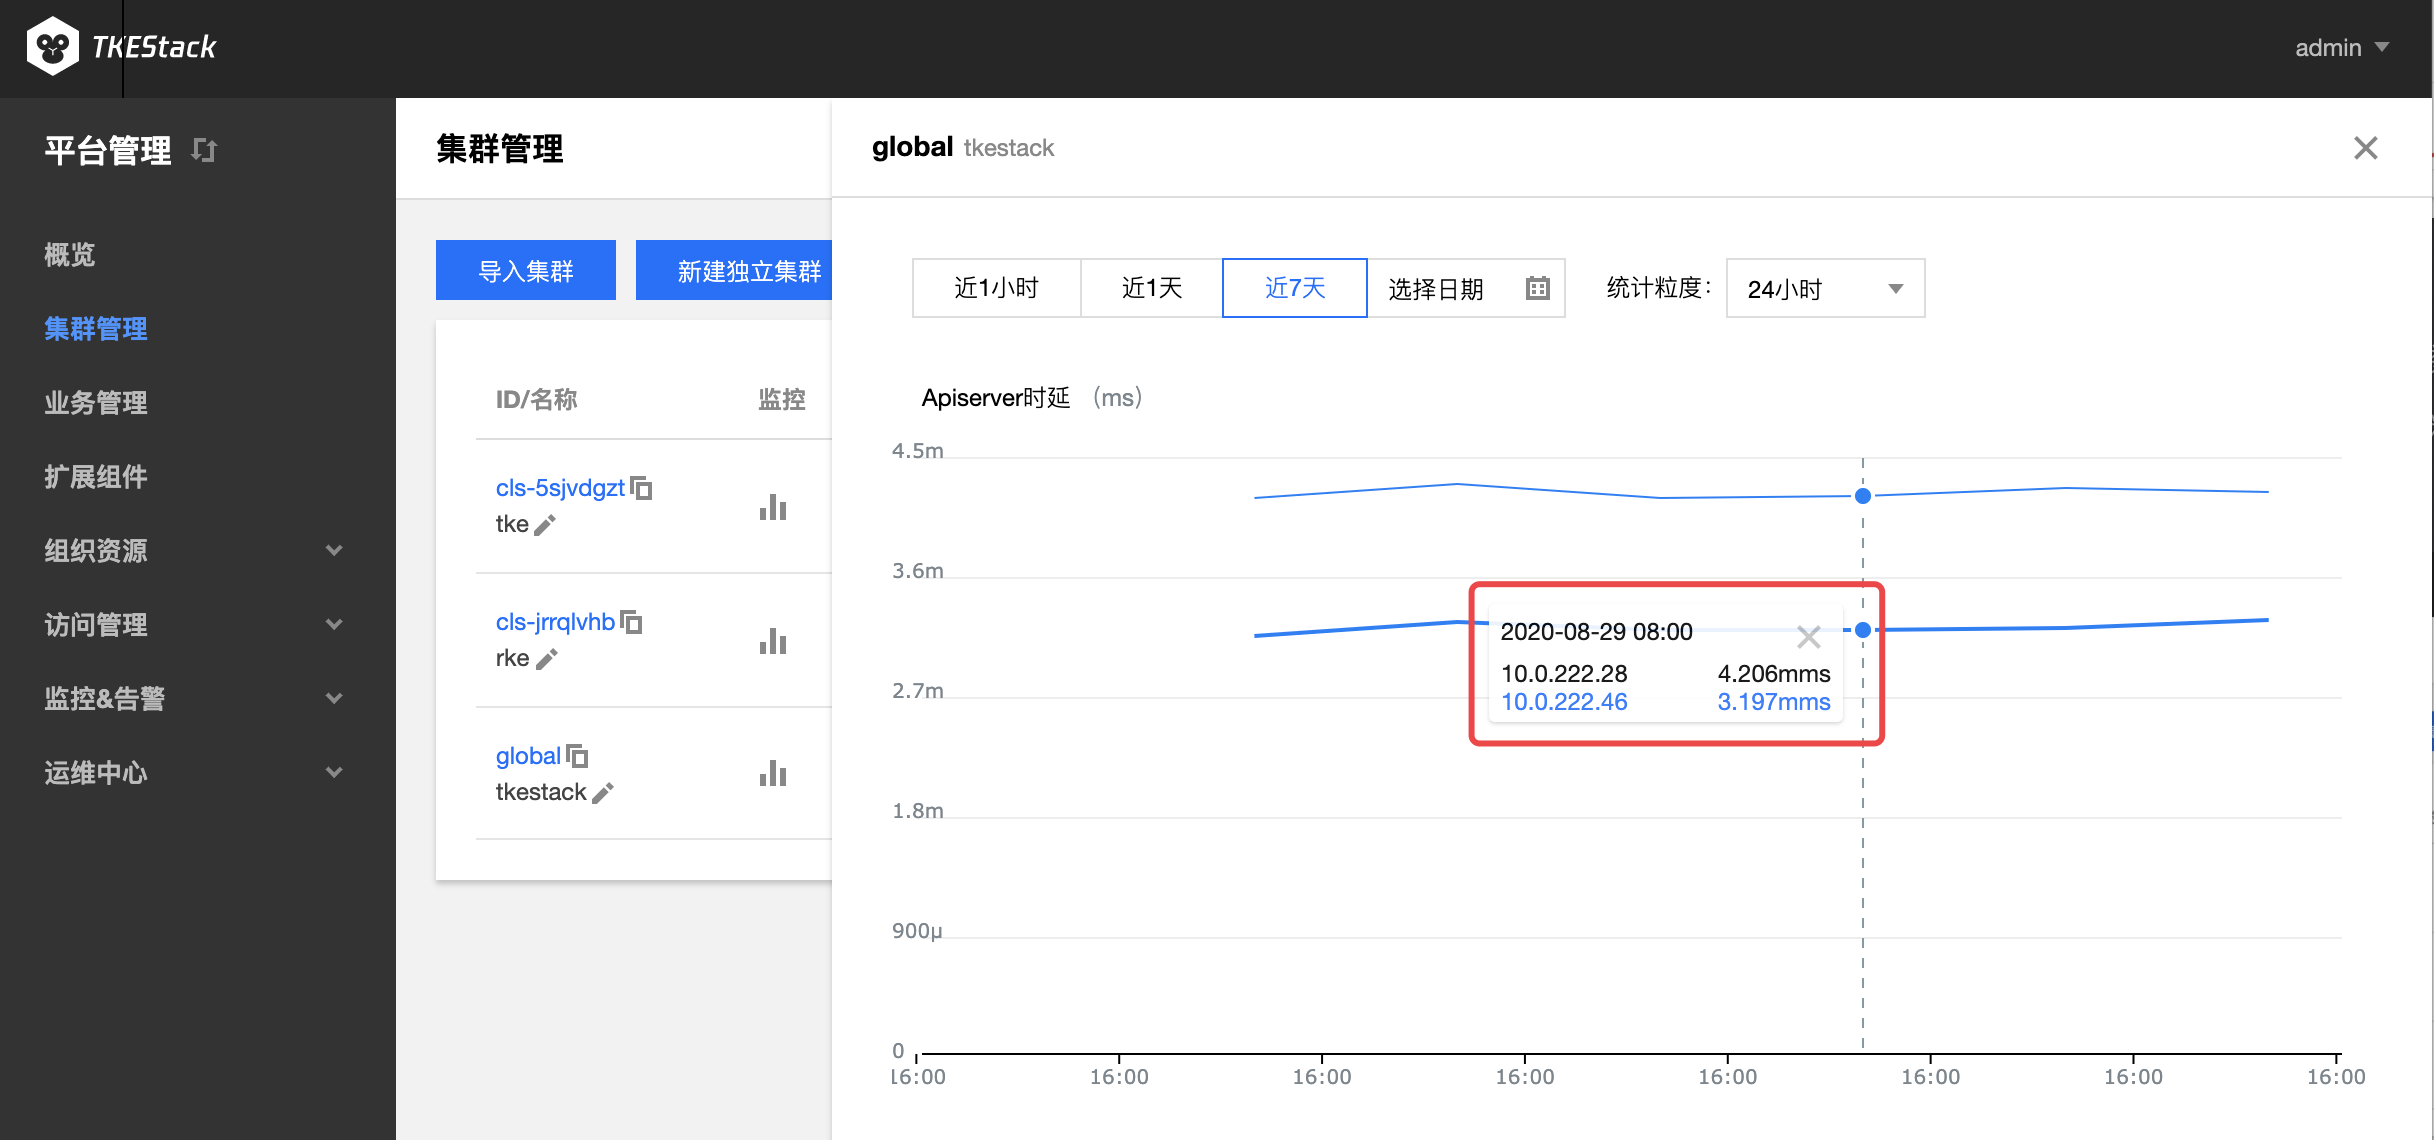 TKEStack
admin
平台管理
概览
集群管理
业务管理
扩展组件
组织资源
访问管理
监控&告警
运维中心
集群管理
导入集群
新建独立集群
ID/名称
监控
cls-5sjvdgzt
tke
cls-jrrqlvhb
rke
global
tkestack
global tkestack
近1小时
近1天
近7天
选择日期
统计粒度：
24小时
Apiserver时延 （ms）
4.5m
3.6m
2.7m
1.8m
900μ
0
2020-08-29 08:00
10.0.222.28 4.206mms
10.0.222.46 3.197mms
16:00 16:00 16:00 16:00 16:00 16:00 16:00 16:00